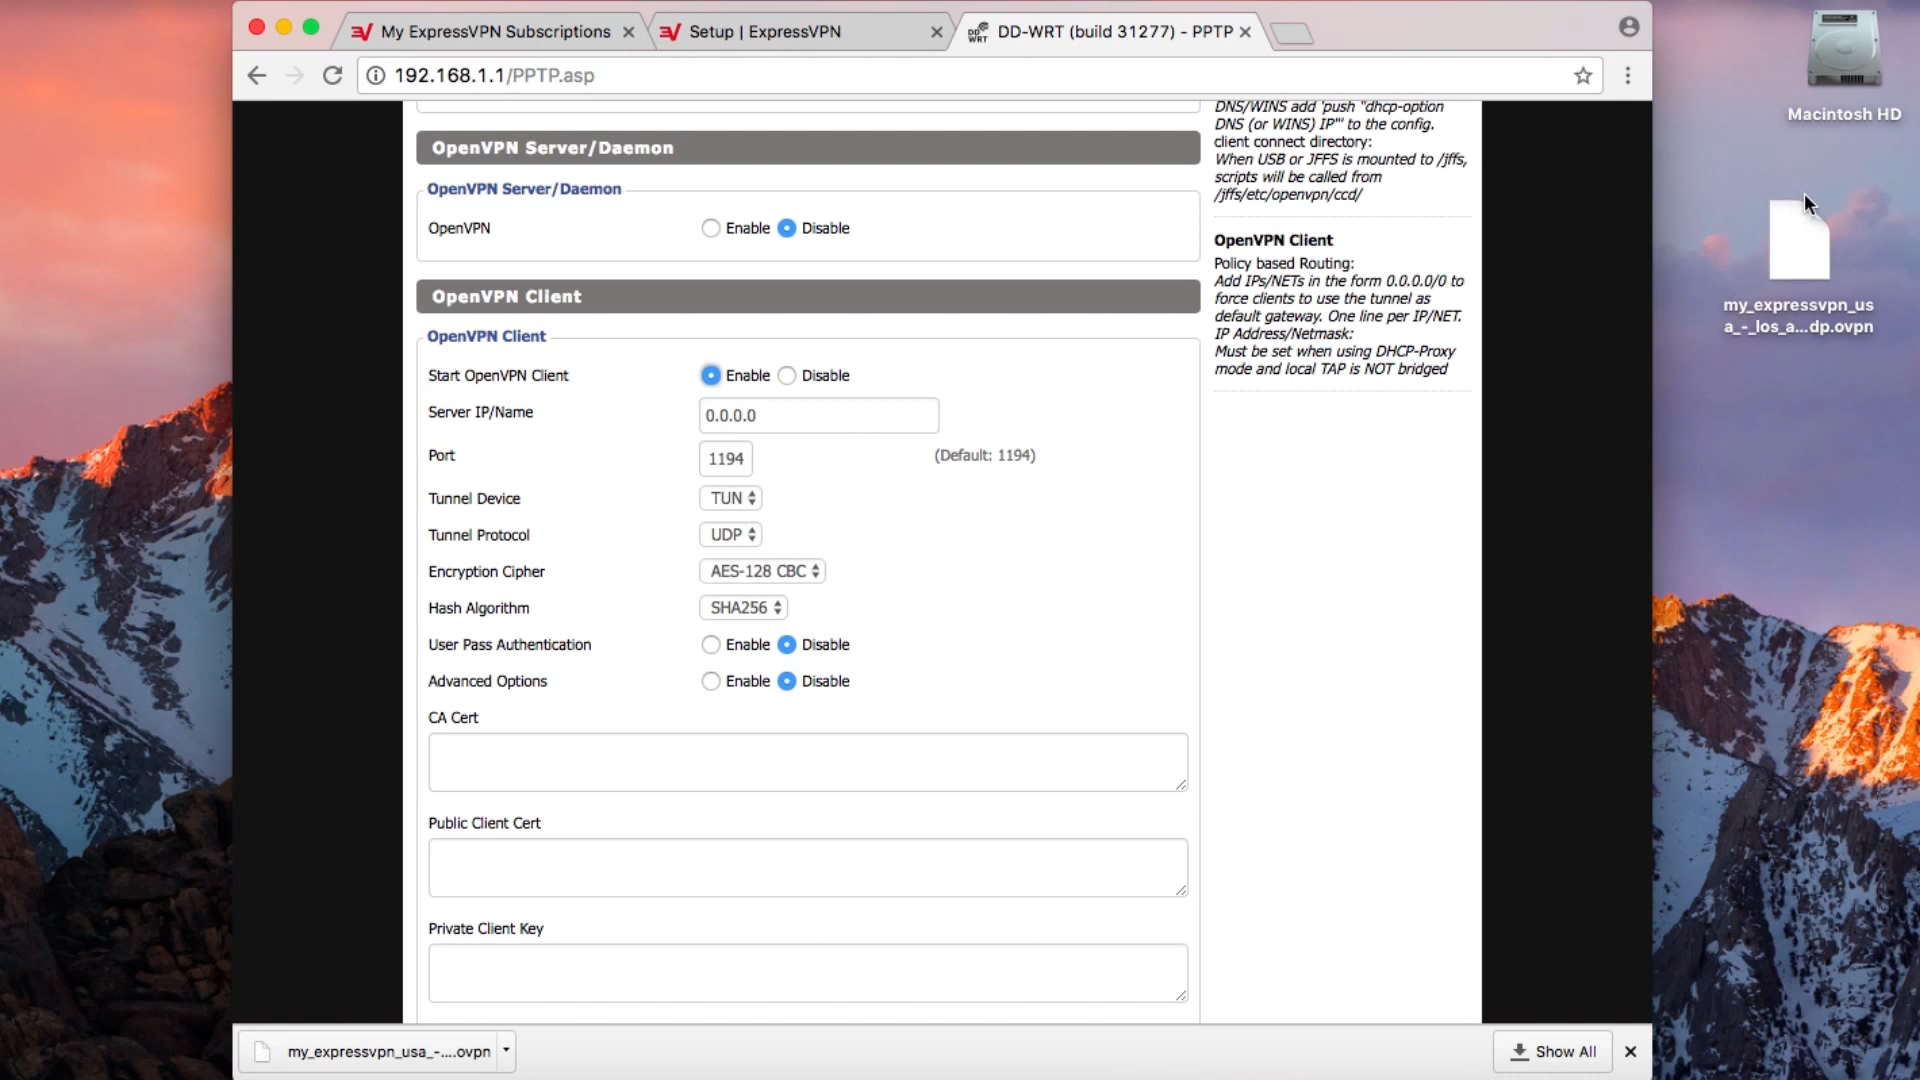 My ExpressVPN Subscriptions
Setup | ExpressVPN
DD-WRT (build 31277) - PPTP
192.168.1.1/PPTP.asp
Macintosh HD
my_expressvpn_us
a_-_los_a...dp.ovpn
OpenVPN Server/Daemon
OpenVPN Server/Daemon
OpenVPN
Enable
Disable
OpenVPN Client
OpenVPN Client
Start OpenVPN Client
Enable
Disable
Server IP/Name
0.0.0.0
Port
1194
(Default: 1194)
Tunnel Device
TUN
Tunnel Protocol
UDP
Encryption Cipher
AES-128 CBC
Hash Algorithm
SHA256
User Pass Authentication
Enable
Disable
Advanced Options
Enable
Disable
CA Cert
Public Client Cert
Private Client Key
DNS/WINS add 'push "dhcp-option
DNS (or WINS) IP"' to the config.
client connect directory:
When USB or JFFS is mounted to /jffs,
scripts will be called from
/jffs/etc/openvpn/ccd/
OpenVPN Client
Policy based Routing:
Add IPs/NETs in the form 0.0.0.0/0 to
force clients to use the tunnel as
default gateway. One line per IP/NET.
IP Address/Netmask:
Must be set when using DHCP-Proxy
mode and local TAP is NOT bridged
my_expressvpn_usa_-....ovpn
Show All